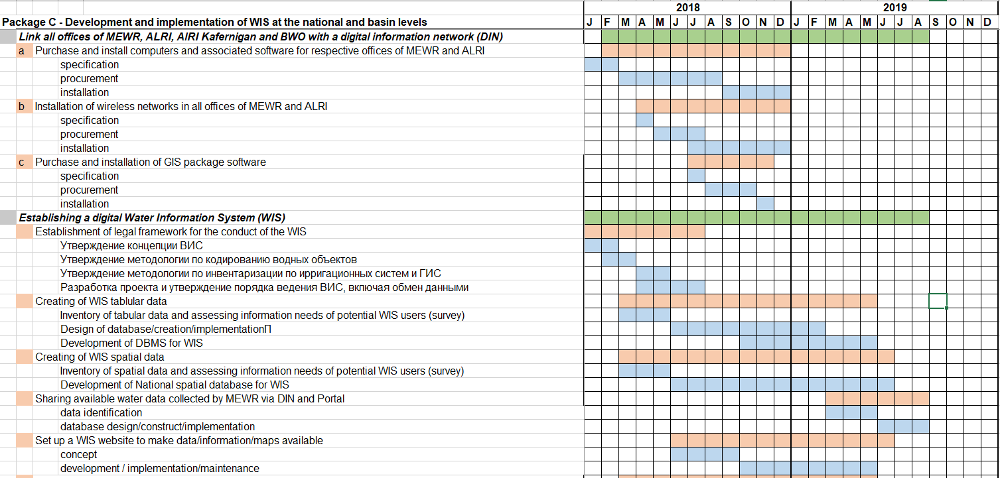 2018 2019
Package C - Development and implementation of WIS at the national and basin levels J F M A M J J A S O N D J F M A M J J A S O N D
Link all offices of MEWR, ALRI, AIRI Kafernigan and BWO with a digital information network (DIN)
a Purchase and install computers and associated software for respective offices of MEWR and ALRI
specification
procurement
installation
b Installation of wireless networks in all offices of MEWR and ALRI
specification
procurement
installation
c Purchase and installation of GIS package software
specification
procurement
installation
Establishing a digital Water Information System (WIS)
Establishment of legal framework for the conduct of the WIS
Утверждение концепции ВИС
Утверждение методологии по кодированию водных объектов
Утверждение методологии по инвентаризации по ирригационных систем и ГИС
Разработка проекта и утверждение порядка ведения ВИС, включая обмен данными
Creating of WIS tablular data
Inventory of tabular data and assessing information needs of potential WIS users (survey)
Design of database/creation/implementationП
Development of DBMS for WIS
Creating of WIS spatial data
Inventory of spatial data and assessing information needs of potential WIS users (survey)
Development of National spatial database for WIS
Sharing available water data collected by MEWR via DIN and Portal
data identification
database design/construct/implementation
Set up a WIS website to make data/information/maps available
concept
development / implementation/maintenance